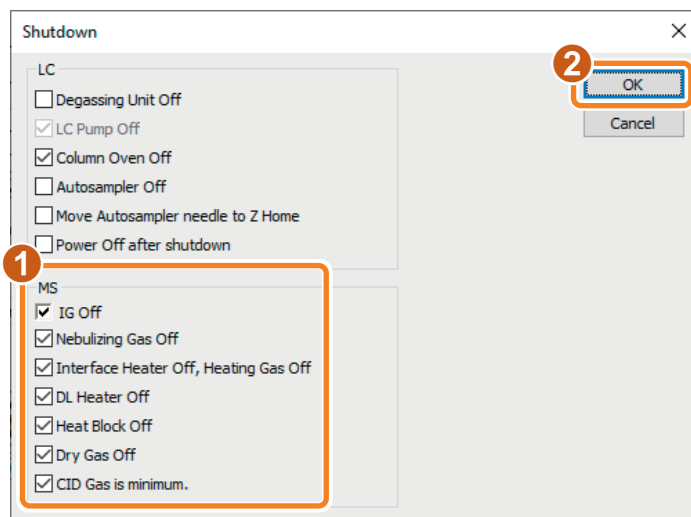 Shutdown
LC
Degassing Unit Off
LC Pump Off
Column Oven Off
Autosampler Off
Move Autosampler needle to Z Home
Power Off after shutdown
2
OK
Cancel
1
MS
IG Off
Nebulizing Gas Off
Interface Heater Off, Heating Gas Off
DL Heater Off
Heat Block Off
Dry Gas Off
CID Gas is minimum.